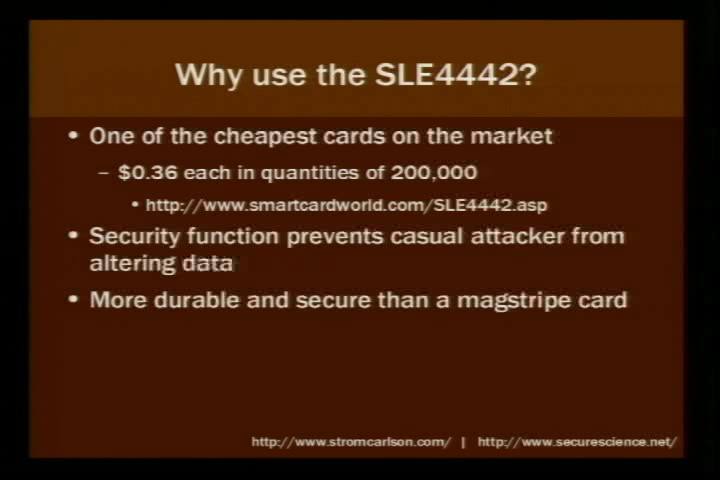 Why use the SLE4442?
• One of the cheapest cards on the market
– $0.36 each in quantities of 200,000
• http://www.smartcardworld.com/SLE4442.asp
• Security function prevents casual attacker from
altering data
• More durable and secure than a magstripe card
http://www.stromcarlson.com/ | http://www.securescience.net/